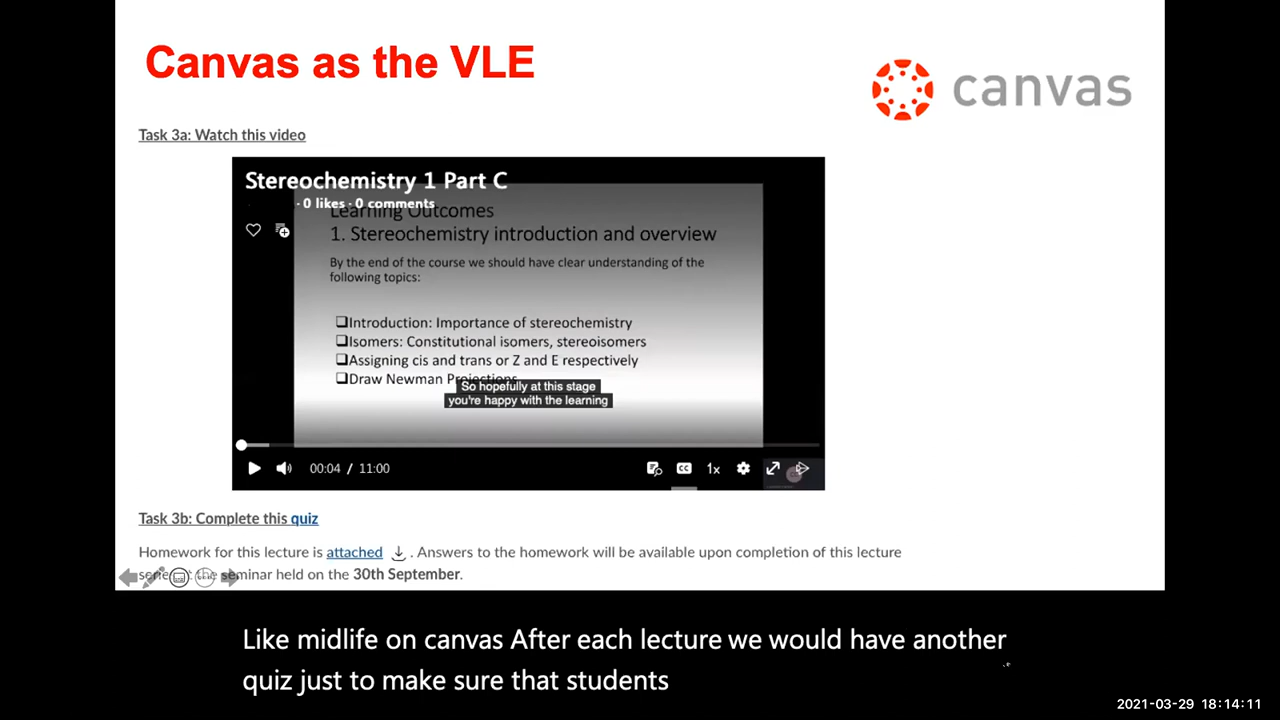 Canvas as the VLE
canvas
Task 3a: Watch this video
Stereochemistry 1 Part C
· 0 likes · 0 comments
Learning Outcomes
1. Stereochemistry introduction and overview
By the end of the course we should have clear understanding of the
following topics:
❑Introduction: Importance of stereochemistry
❑Isomers: Constitutional isomers, stereoisomers
❑Assigning cis and trans or Z and E respectively
❑Draw Newman Projections
So hopefully at this stage
you're happy with the learning
00:04 / 11:00
CC
1x
Task 3b: Complete this quiz
Homework for this lecture is attached . Answers to the homework will be available upon completion of this lecture
series at the seminar held on the 30th September.
Like midlife on canvas After each lecture we would have another
quiz just to make sure that students
2021-03-29 18:14:11